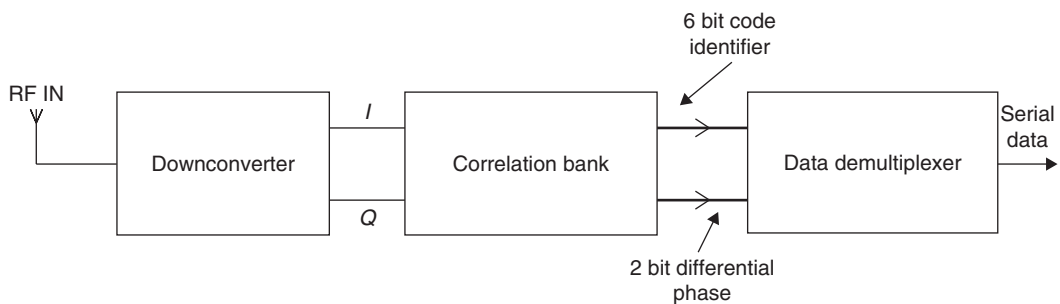 6 bit code
identifier
RF IN
I
Serial
data
Downconverter
Correlation bank
Data demultiplexer
Q
2 bit differential
phase